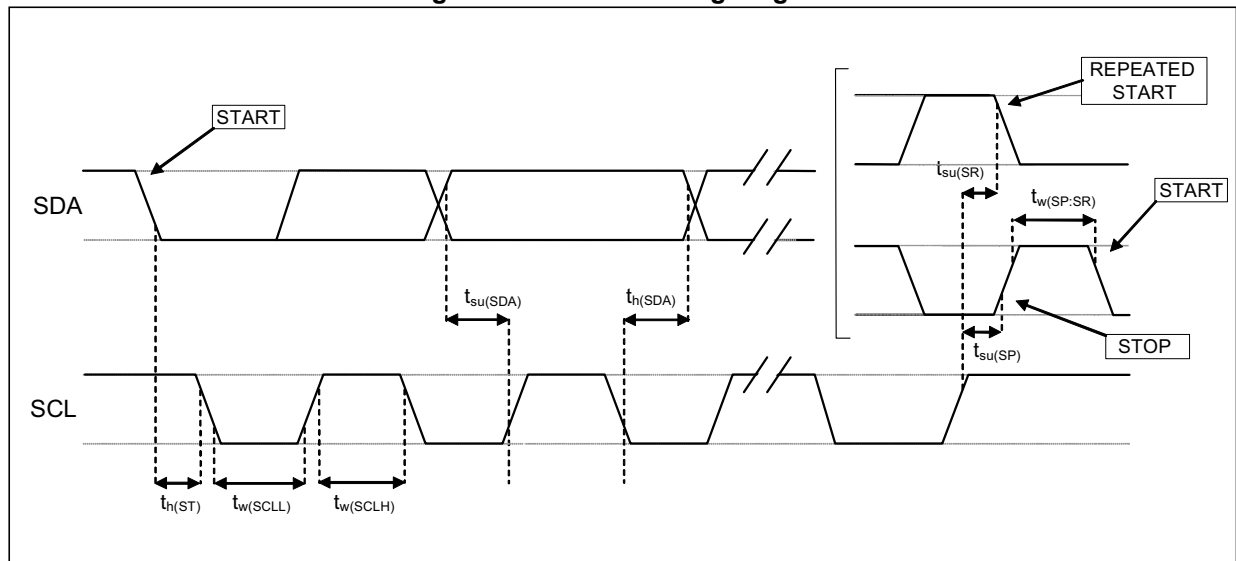 REPEATED
START
START
t_su(SR)
START
t_w(SP:SR)
SDA
t_su(SDA)
t_h(SDA)
t_su(SP)
STOP
SCL
t_h(ST)
t_w(SCLL)
t_w(SCLH)